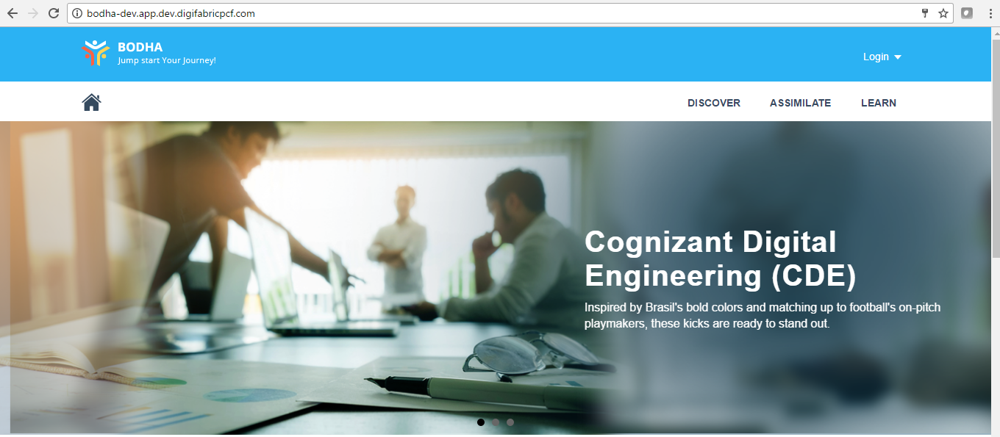 bodha-dev.app.dev.digifabricpcf.com
BODHA
Jump start Your Journey!
Login
DISCOVER ASSIMILATE LEARN
Cognizant Digital
Engineering (CDE)
Inspired by Brasil's bold colors and matching up to football's on-pitch
playmakers, these kicks are ready to stand out.